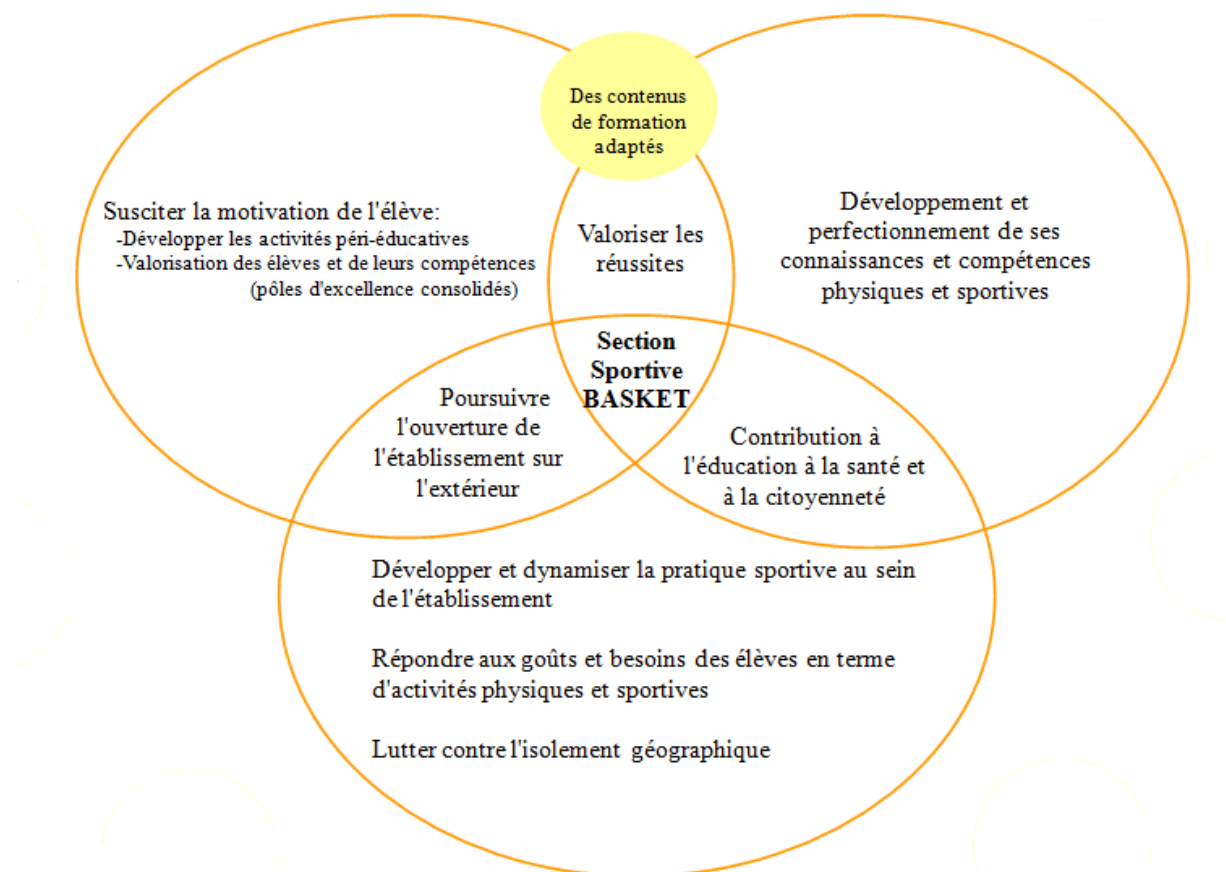 Des contenus
de formation
adaptés
Susciter la motivation de l'élève:
-Développer les activités péri-éducatives
-Valorisation des élèves et de leurs compétences
(pôles d'excellence consolidés)
Valoriser les
réussites
Développement et
perfectionnement de ses
connaissances et compétences
physiques et sportives
Section
Sportive
BASKET
Poursuivre
l'ouverture de
l'établissement sur
l'extérieur
Contribution à
l'éducation à la santé et
à la citoyenneté
Développer et dynamiser la pratique sportive au sein
de l'établissement
Répondre aux goûts et besoins des élèves en terme
d'activités physiques et sportives
Lutter contre l'isolement géographique